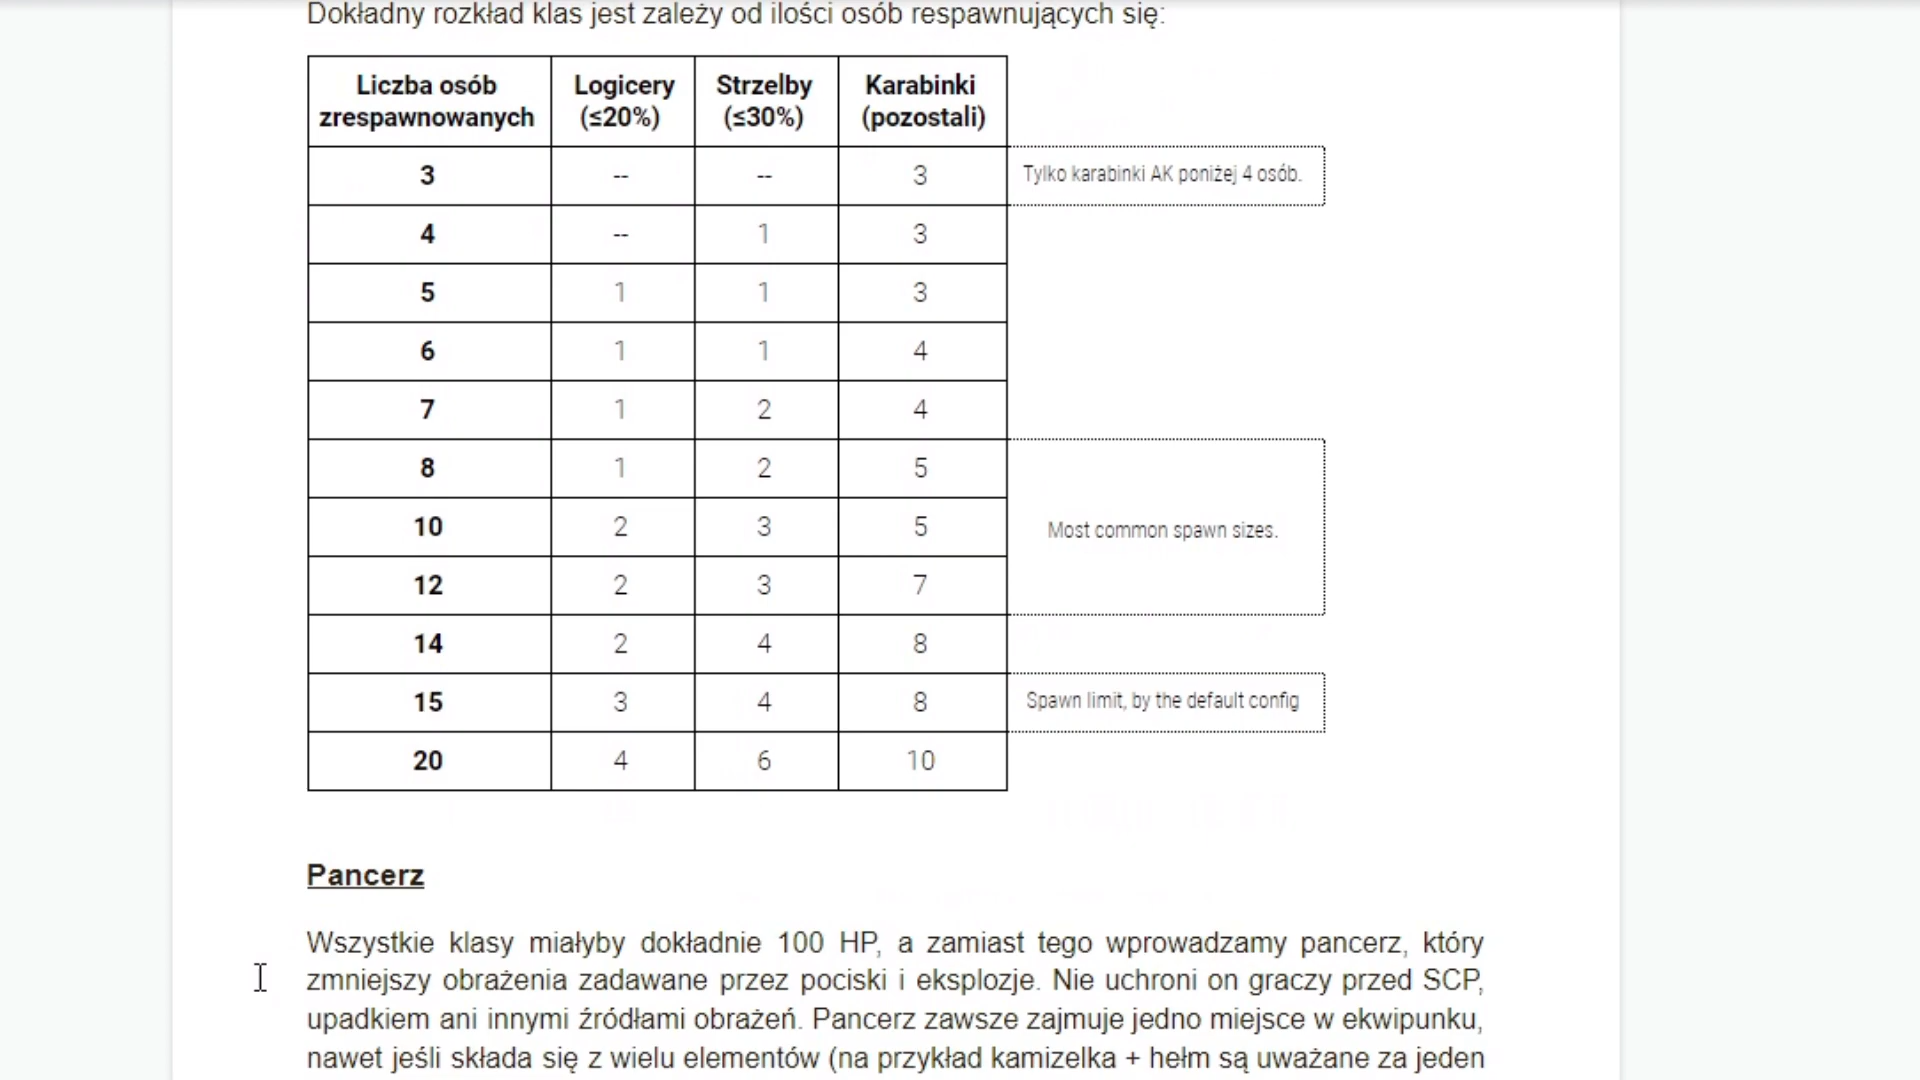 Dokładny rozkład klas jest zależy od ilości osób respawnujących się:
Liczba osób zrespawnowanych Logicery (≤20%) Strzelby (≤30%) Karabinki (pozostali)
3 -- -- 3 Tylko karabinki AK poniżej 4 osób.
4 -- 1 3
5 1 1 3
6 1 1 4
7 1 2 4
8 1 2 5
10 2 3 5 Most common spawn sizes.
12 2 3 7
14 2 4 8
15 3 4 8 Spawn limit, by the default config
20 4 6 10
Pancerz
Wszystkie klasy miałyby dokładnie 100 HP, a zamiast tego wprowadzamy pancerz, który
zmniejszy obrażenia zadawane przez pociski i eksplozje. Nie uchroni on graczy przed SCP,
upadkiem ani innymi źródłami obrażeń. Pancerz zawsze zajmuje jedno miejsce w ekwipunku,
nawet jeśli składa się z wielu elementów (na przykład kamizelka + hełm są uważane za jeden